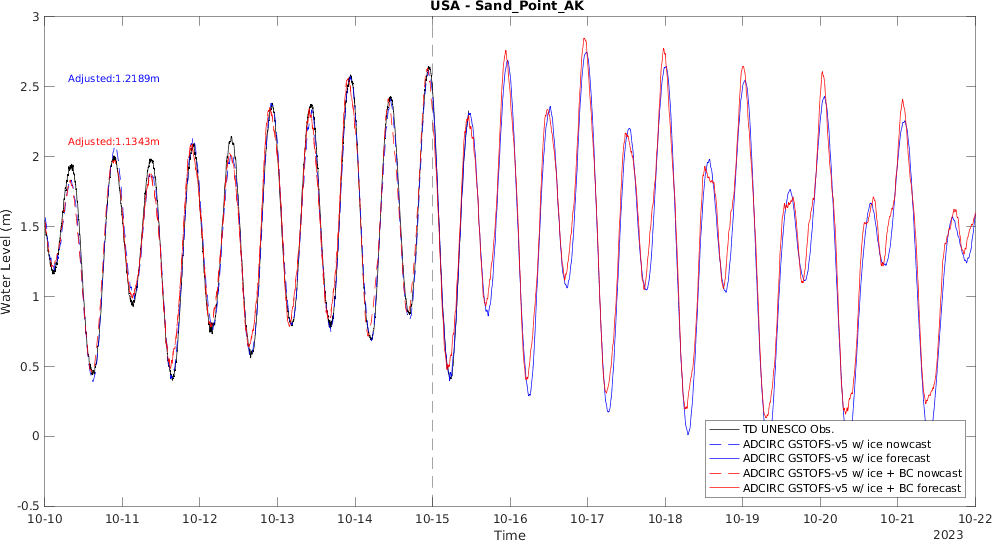 USA - Sand_Point_AK
3
2.5
2
1.5
1
0.5
0
-0.5
Water Level (m)
Adjusted:1.2189m
Adjusted:1.1343m
TD UNESCO Obs.
ADCIRC GSTOFS-v5 w/ ice nowcast
ADCIRC GSTOFS-v5 w/ ice forecast
ADCIRC GSTOFS-v5 w/ ice + BC nowcast
ADCIRC GSTOFS-v5 w/ ice + BC forecast
10-10 10-11 10-12 10-13 10-14 10-15 10-16 10-17 10-18 10-19 10-20 10-21 10-22
Time
2023